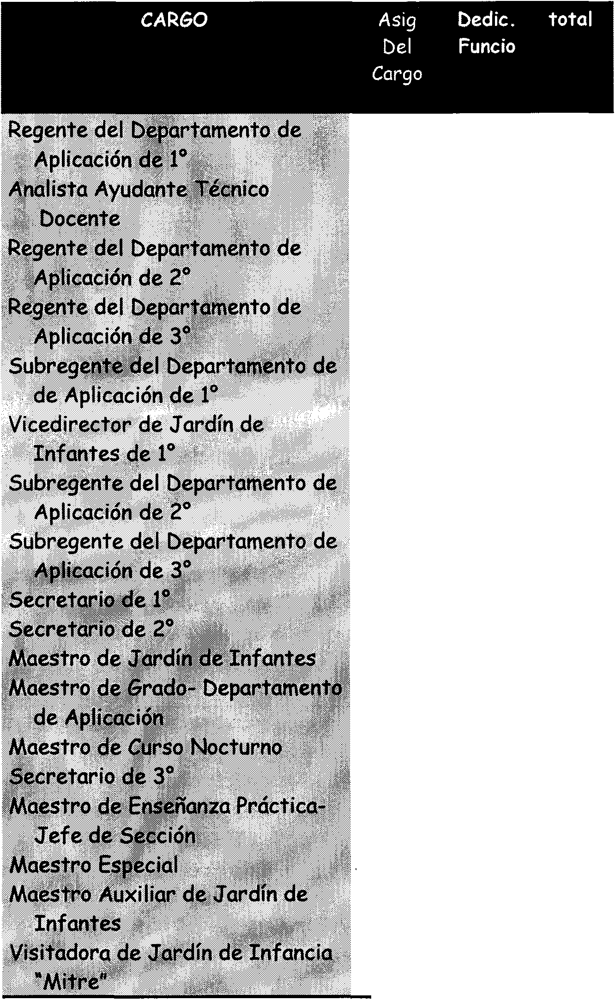 CARGO Asig Dedic. total
Del Funcio
Cargo
Regente del Departamento de
Aplicación de 1°
Analista Ayudante Técnico
Docente
Regente del Departamento de
Aplicación de 2°
Regente del Departamento de
Aplicación de 3°
Subregente del Departamento de
de Aplicación de 1°
Vicedirector de Jardín de
Infantes de 1°
Subregente del Departamento de
Aplicación de 2°
Subregente del Departamento de
Aplicación de 3°
Secretario de 1°
Secretario de 2°
Maestro de Jardín de Infantes
Maestro de Grado- Departamento
de Aplicación
Maestro de Curso Nocturno
Secretario de 3°
Maestro de Enseñanza Práctica-
Jefe de Sección
Maestro Especial
Maestro Auxiliar de Jardín de
Infantes
Visitadora de Jardín de Infancia
"Mitre"